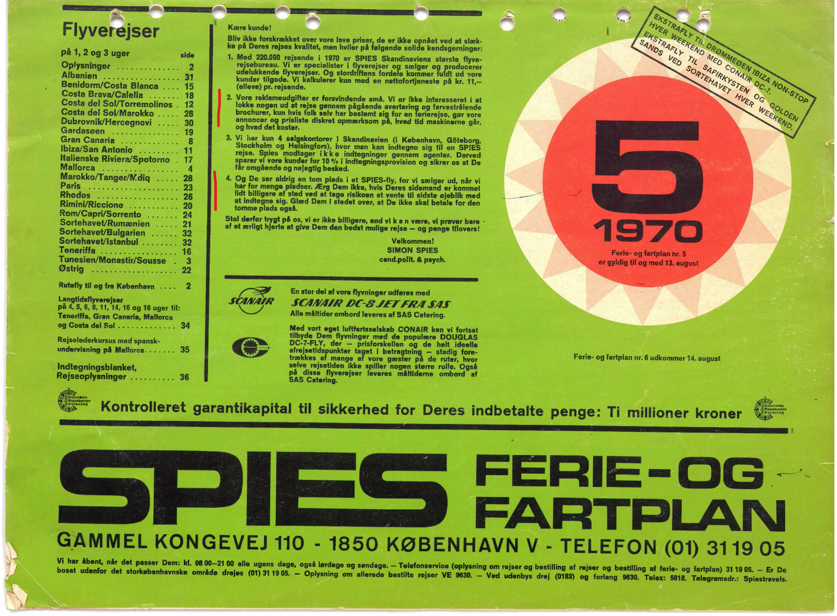 Flyverejser
på 1, 2 og 3 uger side
Oplysninger . . . . . . . . . . . . 2
Albanien . . . . . . . . . . . . . . 31
Benidorm/Costa Blanca . 15
Costa Brava/Calella . . . . 18
Costa del Sol/Torremolinos . 12
Costa del Sol/Marokko . . 28
Dubrovnik/Hercegnovi . . 30
Gardasøen . . . . . . . . . . . . 19
Gran Canaria . . . . . . . . . . 8
Ibiza/San Antonio . . . . . . 11
Italienske Riviera/Spotorno . 17
Mallorca . . . . . . . . . . . . . . 4
Marokko/Tanger/M'diq . . . 28
Paris . . . . . . . . . . . . . . . . 23
Rhodos . . . . . . . . . . . . . . 26
Rimini/Riccione . . . . . . . . 20
Rom/Capri/Sorrento . . . . 24
Sortehavet/Rumænien . . 21
Sortehavet/Bulgarien . . . 32
Sortehavet/Istanbul . . . . 32
Teneriffa . . . . . . . . . . . . . 16
Tunesien/Monastir/Sousse . 3
Østrig . . . . . . . . . . . . . . . 22
Rutefly til og fra København . . 2
Langtidsflyverejser
på 4, 5, 6, 8, 11, 14, 16 og 18 uger til:
Teneriffa, Gran Canaria, Mallorca
og Costa del Sol . . . . . . . . . . . 34
Rejselederkursus med spansk-
undervisning på Mallorca . . . . . . 35
Indtegningsblanket,
Rejseoplysninger . . . . . . . . . . . 36
Kære kunde!
Bliv ikke forskrækket over vore lave priser, de er ikke opnået ved at slæk-
ke på Deres rejses kvalitet, men hviler på følgende solide kendsgerninger:
1. Med 220.000 rejsende i 1970 er SPIES Skandinaviens største flyve-
rejsebureau. Vi er specialister i flyverejser og sælger og producerer
udelukkende flyverejser. Og stordriftens fordele kommer fuldt ud vore
kunder tilgode. Vi kalkulerer kun med en nettofortjeneste på kr. 11,—
(elleve) pr. rejsende.
2. Vore reklameudgifter er forsvindende små. Vi er ikke interesseret i at
lokke nogen ud at rejse gennem pågående avertering og farvestrålende
brochurer, kun hvis folk selv har bestemt sig for en ferierejse, gør vore
annoncer og prisliste diskret opmærksom på, hvad tid maskinerne går,
og hvad det koster.
3. Vi har kun 4 salgskontorer i Skandinavien (i København, Göteborg,
Stockholm og Helsingfors), hvor man kan indtegne sig til en SPIES
rejse. Spies modtager i k k e indtegninger gennem agenter. Derved
sparer vi vore kunder for 10 % i indtegningsprovision og sikrer os at De
får omgående og nøjagtig besked.
4. Og De ser aldrig en tom plads i et SPIES-fly, for vi sælger ud, når vi
har for mange pladser. Ærg Dem ikke, hvis Deres sidemand er kommet
lidt billigere af sted ved at tage risikoen at vente til sidste øjeblik med
at indtegne sig. Glæd Dem i stedet over, at De ikke skal betale for den
tomme plads også.
Stol derfor trygt på os, vi er ikke billigere, end vi k a n være, vi prøver bare
af et ærligt hjerte at give Dem den bedst mulige rejse — og penge tilovers!
Velkommen!
SIMON SPIES
cand.polit. & psych.
SCANAIR
En stor del af vore flyvninger udføres med
SCANAIR DC-8 JET FRA SAS
Alle måltider ombord leveres af SAS Catering.
Med vort eget luftfartsselskab CONAIR kan vi fortsat
tilbyde Dem flyvninger med de populære DOUGLAS
DC-7-FLY, der — prisforskellen og de helt ideelle
afrejsetidspunkter taget i betragtning — stadig fore-
trækkes af mange af vore gæster på de ruter, hvor
selve rejsetiden ikke spiller nogen større rolle. Også
på disse flyverejser leveres måltiderne ombord af
SAS Catering.
EKSTRAFLY TIL DRØMMEØEN IBIZA NON-STOP
HVER WEEKEND MED CONAIR DC-7
EKSTRAFLY TIL SAFIRKYSTEN OG GOLDEN
SANDS VED SORTEHAVET HVER WEEKEND.
5
1970
Ferie- og fartplan nr. 5
er gyldig til og med 13. august
Ferie- og fartplan nr. 6 udkommer 14. august
Kontrolleret garantikapital til sikkerhed for Deres indbetalte penge: Ti millioner kroner
2
SPIES FERIE-OG
FARTPLAN
GAMMEL KONGEVEJ 110 - 1850 KØBENHAVN V - TELEFON (01) 31 19 05
Vi har åbent, når det passer Dem: kl. 08 00—21 00 alle ugens dage, også lørdage og søndage. — Telefonservice (oplysning om rejser og bestilling af rejser og bestilling af ferie- og fartplan) 31 19 05. — Er De
bosat udenfor det storkøbenhavnske område drejes (01) 31 19 05. — Oplysning om allerede bestilte rejser VE 9630. — Ved udenbys drej (0183) og forlang 9630. Telex: 5818. Telegramadr.: Spiestravels.